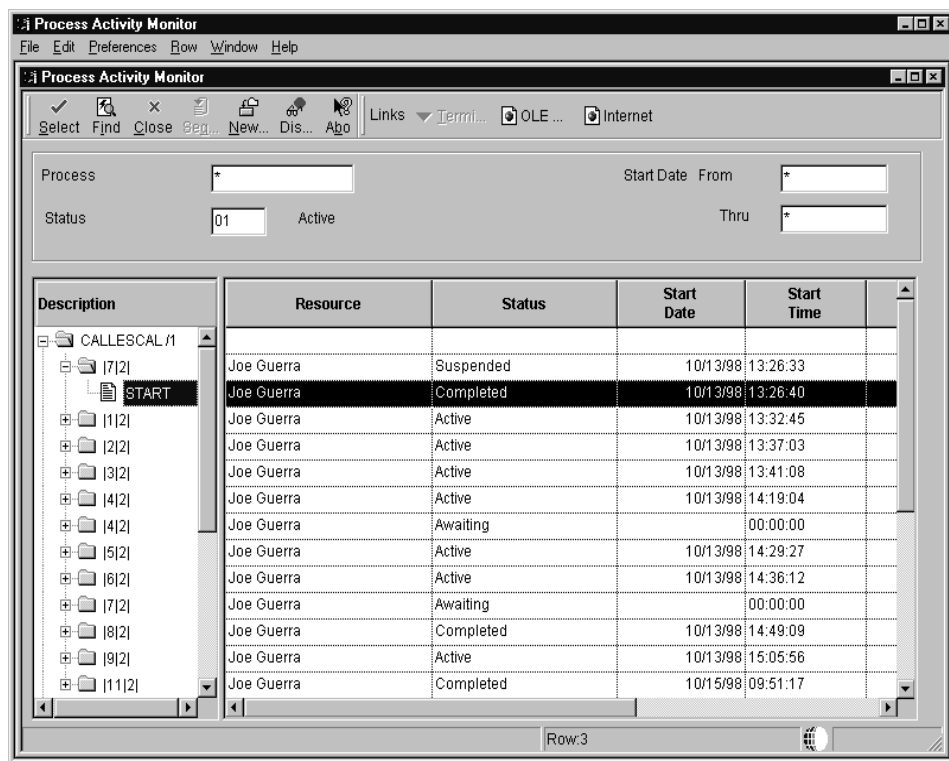 Process Activity Monitor
File Edit Preferences Row Window Help
Process Activity Monitor
Select Find Close Seq... New... Dis... Abo Links Termi... OLE ... Internet
Process * Start Date From *
Status 01 Active Thru *
Description Resource Status Start Date Start Time
CALLESCAL /1
|7|2| Joe Guerra Suspended 10/13/98 13:26:33
START Joe Guerra Completed 10/13/98 13:26:40
|1|2| Joe Guerra Active 10/13/98 13:32:45
|2|2| Joe Guerra Active 10/13/98 13:37:03
|3|2| Joe Guerra Active 10/13/98 13:41:08
|4|2| Joe Guerra Active 10/13/98 14:19:04
|4|2| Joe Guerra Awaiting 00:00:00
|5|2| Joe Guerra Active 10/13/98 14:29:27
|6|2| Joe Guerra Active 10/13/98 14:36:12
|7|2| Joe Guerra Awaiting 00:00:00
|8|2| Joe Guerra Completed 10/13/98 14:49:09
|9|2| Joe Guerra Active 10/13/98 15:05:56
|11|2| Joe Guerra Completed 10/15/98 09:51:17
Row:3